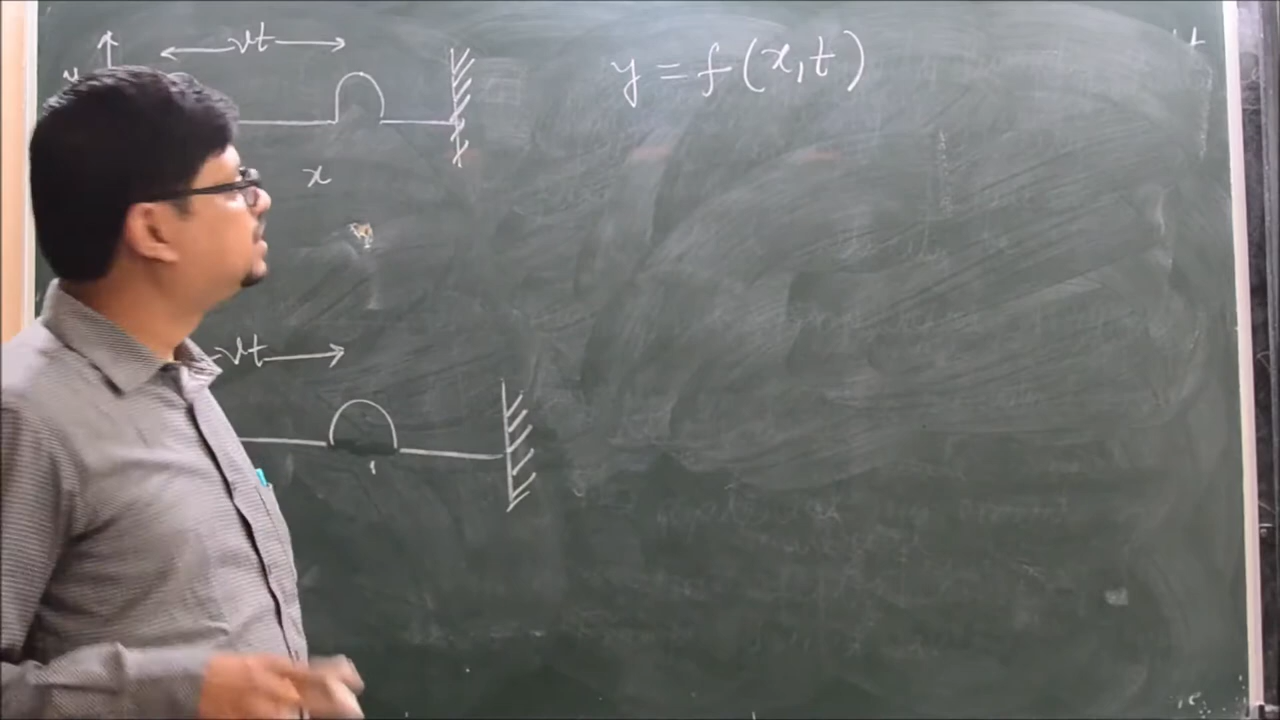 vt
y = f(x,t)
x
vt